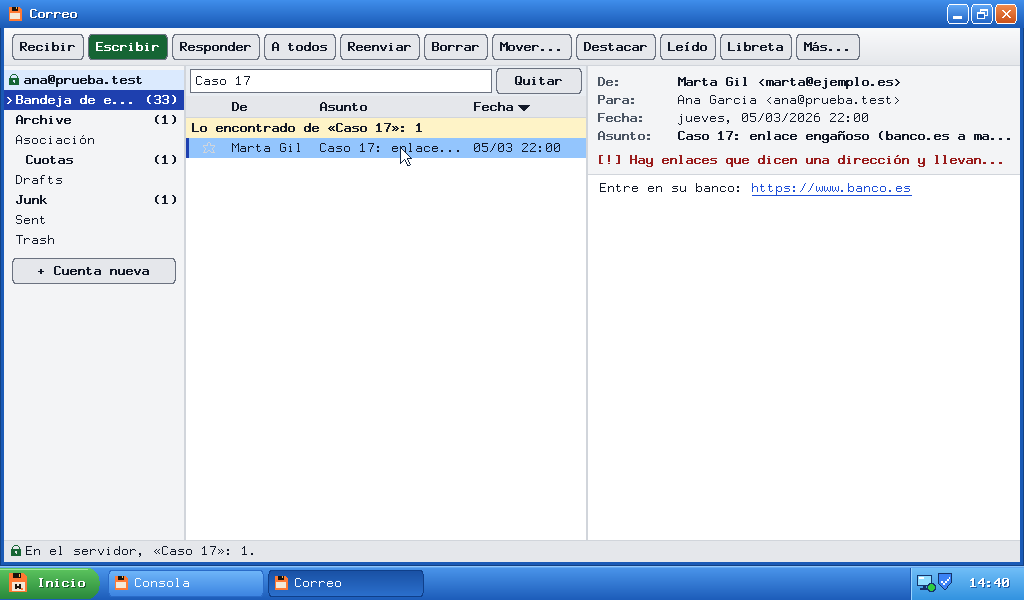 Correo
Recibir Escribir Responder A todos Reenviar Borrar Mover... Destacar Leído Libreta Más...
ana@prueba.test
>Bandeja de e... (33)
Archive (1)
Asociación
Cuotas (1)
Drafts
Junk (1)
Sent
Trash
+ Cuenta nueva
Caso 17 Quitar
De Asunto Fecha
Lo encontrado de «Caso 17»: 1
Marta Gil Caso 17: enlace... 05/03 22:00
De: Marta Gil <marta@ejemplo.es>
Para: Ana Garcia <ana@prueba.test>
Fecha: jueves, 05/03/2026 22:00
Asunto: Caso 17: enlace engañoso (banco.es a ma...
[!] Hay enlaces que dicen una dirección y llevan...
Entre en su banco: https://www.banco.es
En el servidor, «Caso 17»: 1.
Inicio Consola Correo 14:40